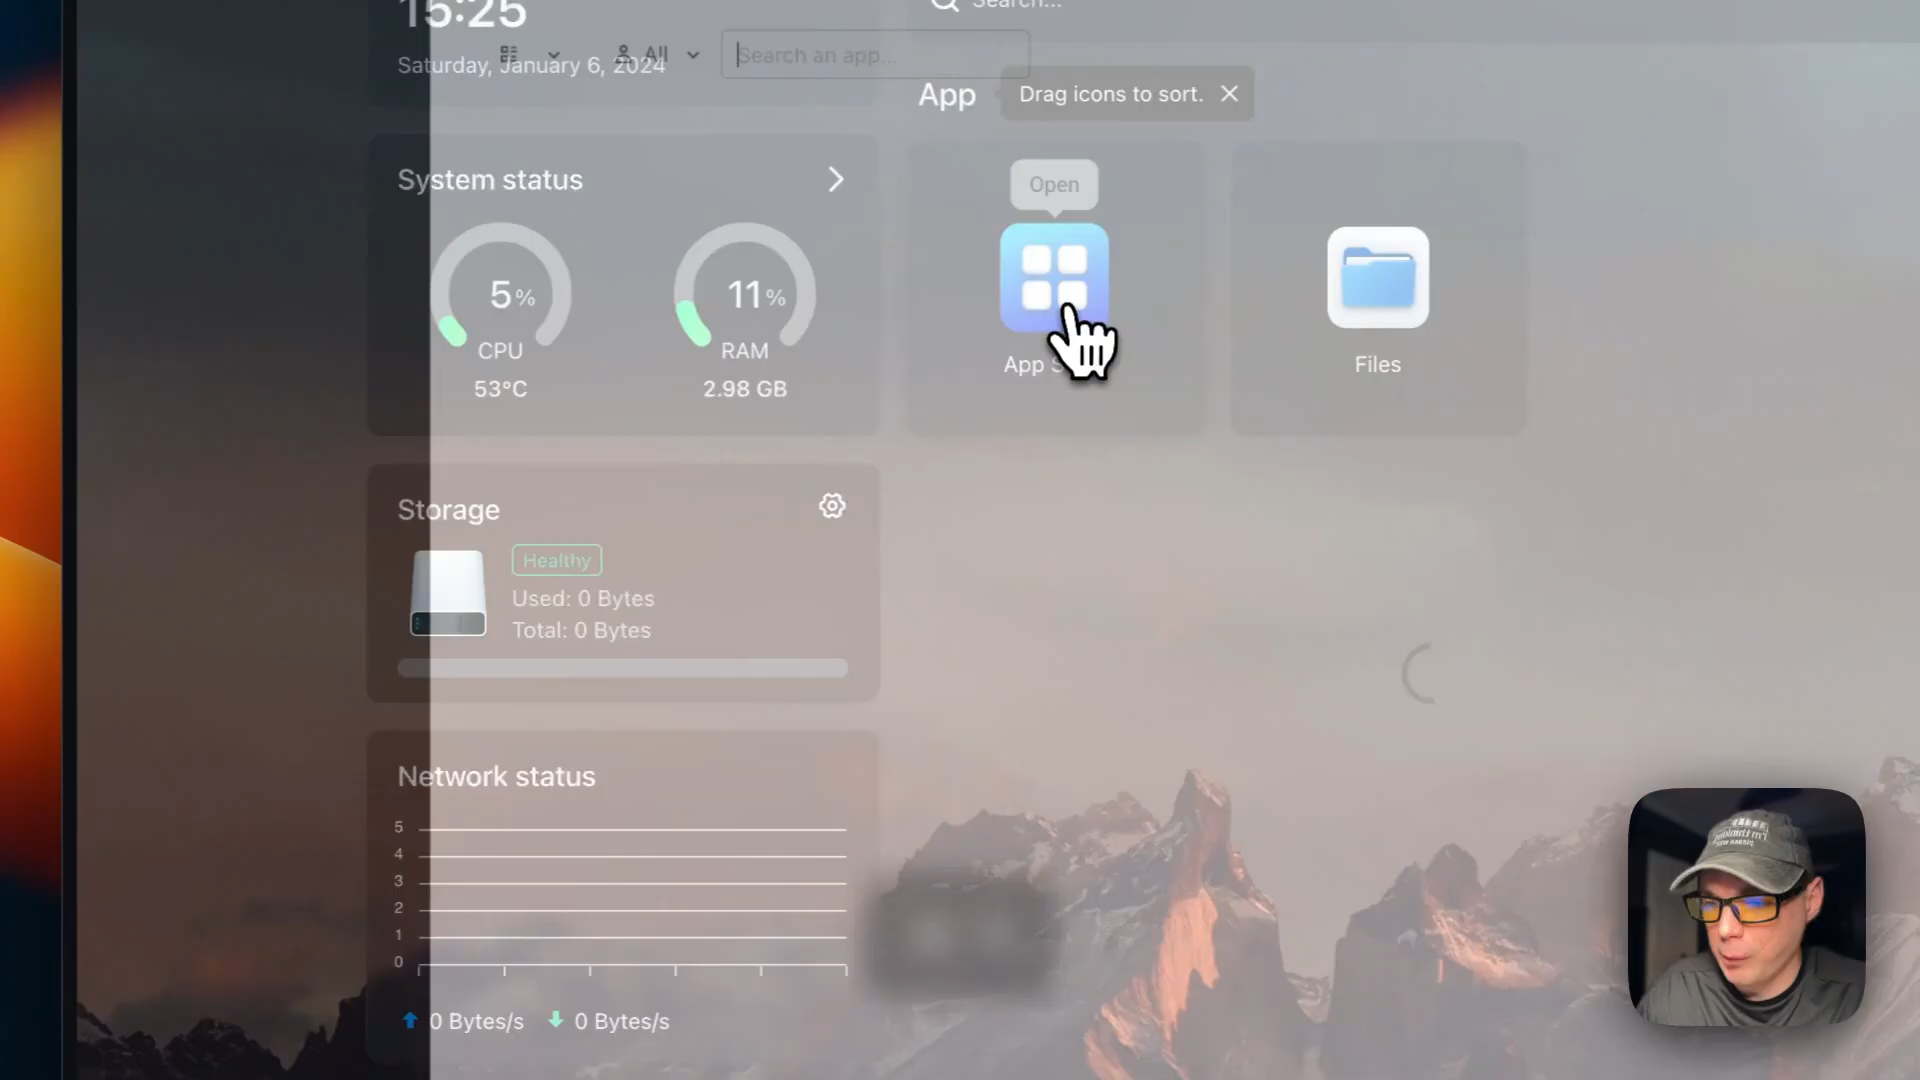 15:25
Saturday, January 6, 2024
All
Search an app...
Search...
App
Drag icons to sort.
System status
5%
CPU
53°C
11%
RAM
2.98 GB
Open
App
Files
Storage
Healthy
Used: 0 Bytes
Total: 0 Bytes
Network status
5
4
3
2
1
0
0 Bytes/s
0 Bytes/s